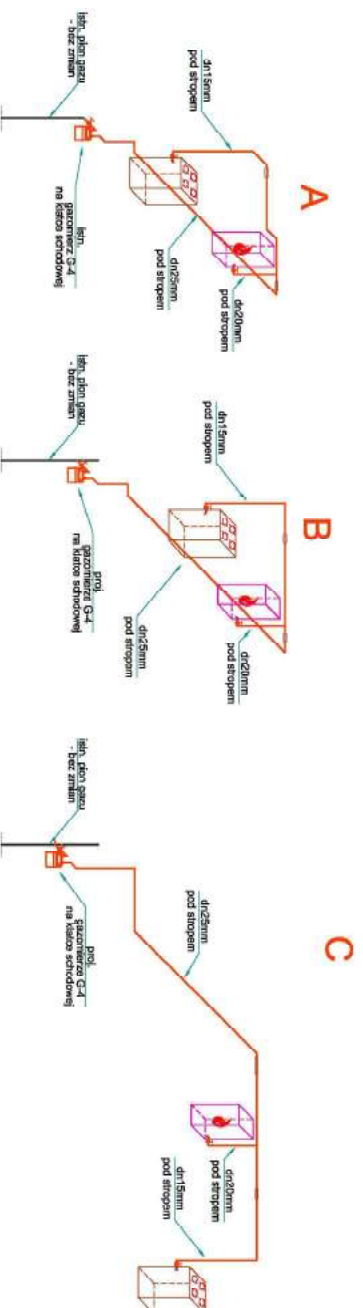 A
dn15mm
pod stropem
dn20mm
pod stropem
dn25mm
pod stropem
istn.
gazomierz G-4
na klatce schodowej
istn. pion gazu
- bez zmian
B
dn15mm
pod stropem
dn20mm
pod stropem
dn25mm
pod stropem
proj.
gazomierze G-4
na klatce schodowej
istn. pion gazu
- bez zmian
C
dn25mm
pod stropem
dn20mm
pod stropem
dn15mm
pod stropem
proj.
gazomierze G-4
na klatce schodowej
istn. pion gazu
- bez zmian